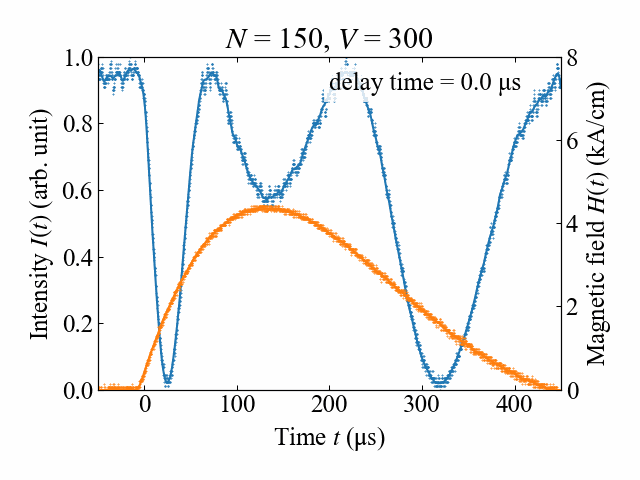 N = 150, V = 300
delay time = 0.0 μs
Intensity I(t) (arb. unit)
1.0
0.8
0.6
0.4
0.2
0.0
8
6
4
2
0
Magnetic field H(t) (kA/cm)
0 100 200 300 400
Time t (μs)